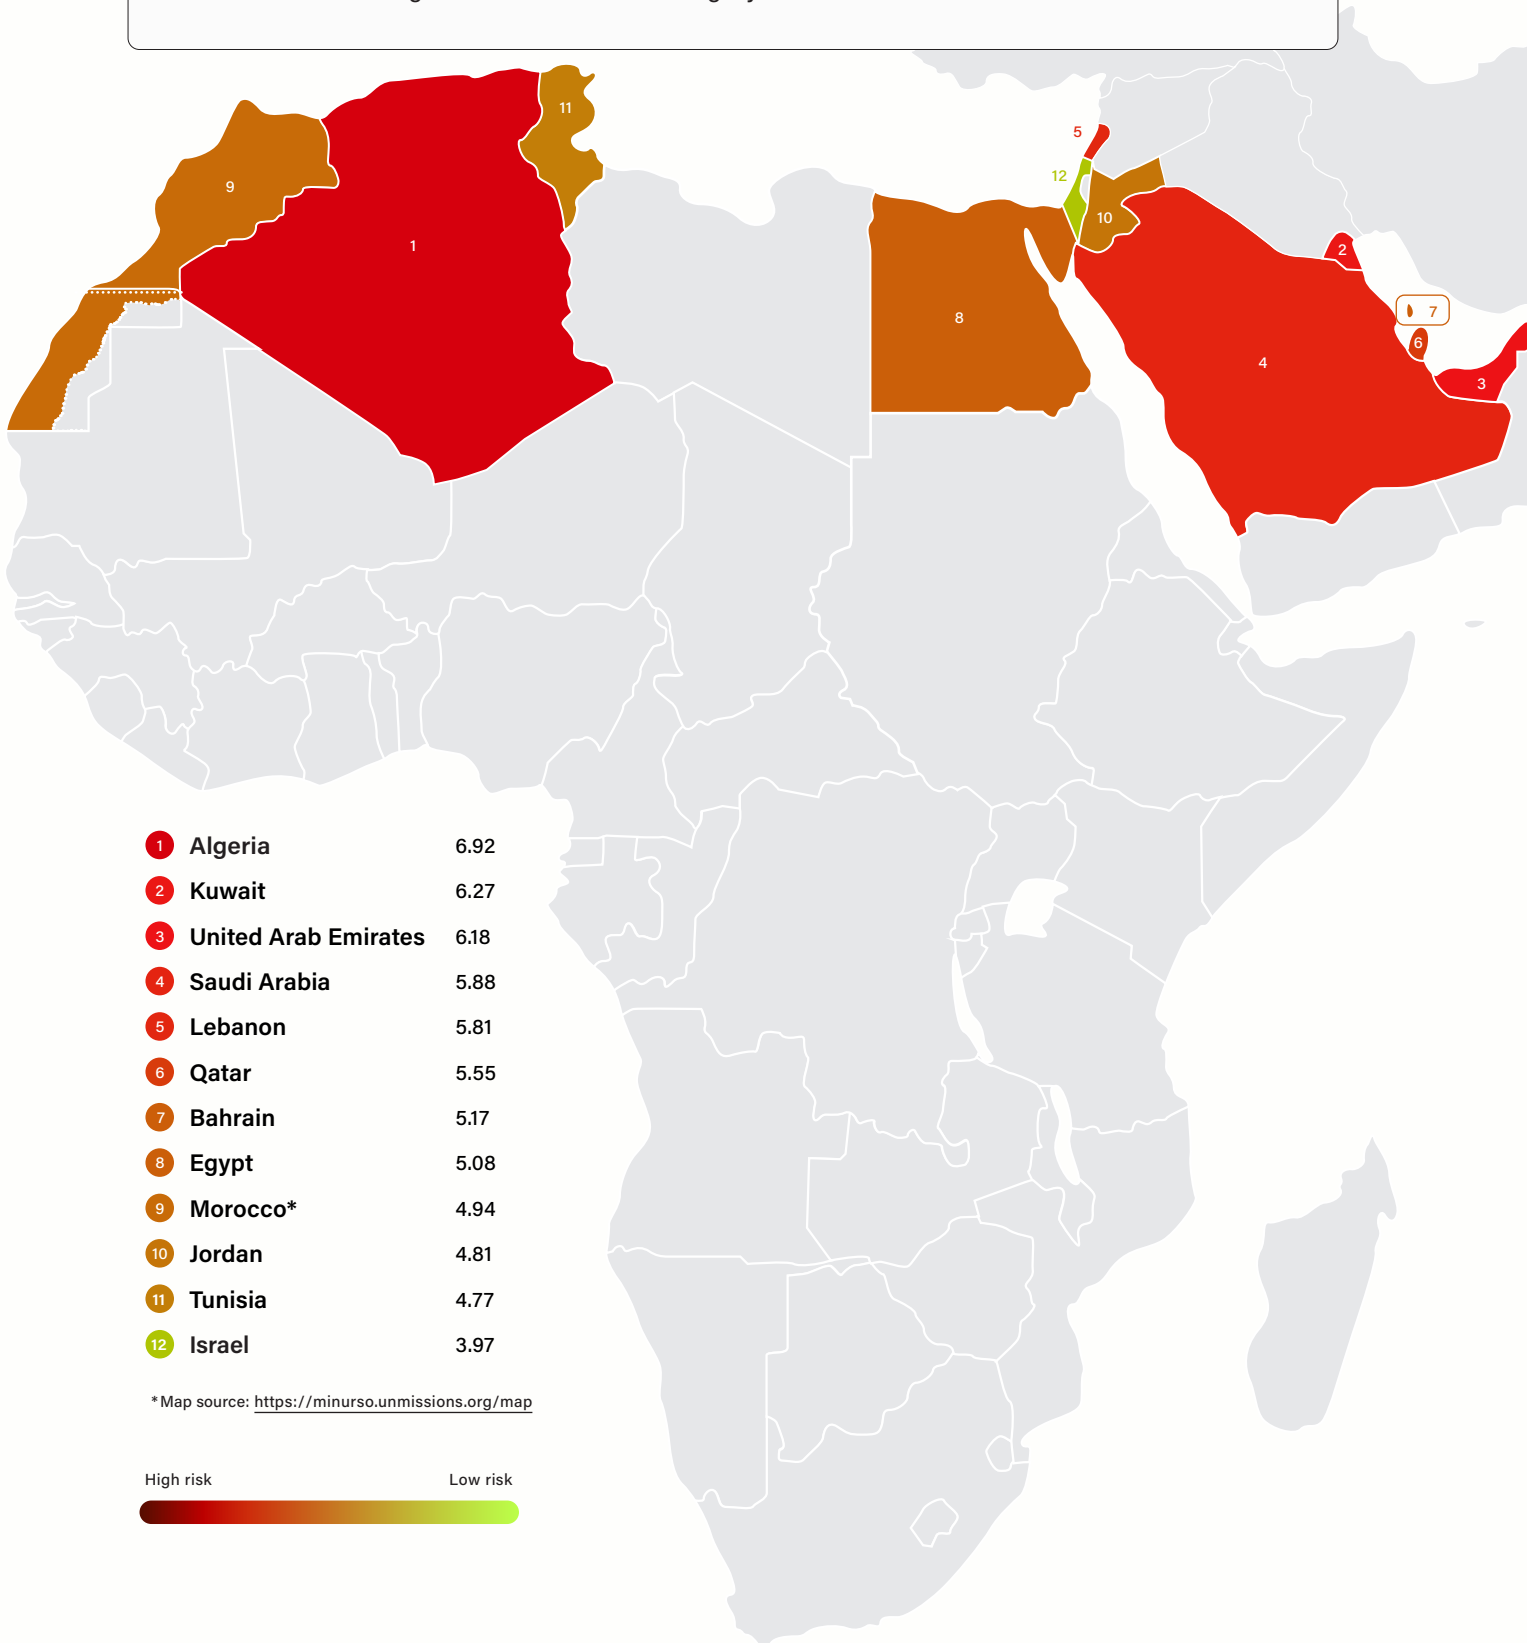 5
11
12
9
10
1
2
7
8
6
4
3
1 Algeria 6.92
2 Kuwait 6.27
3 United Arab Emirates 6.18
4 Saudi Arabia 5.88
5 Lebanon 5.81
6 Qatar 5.55
7 Bahrain 5.17
8 Egypt 5.08
9 Morocco* 4.94
10 Jordan 4.81
11 Tunisia 4.77
12 Israel 3.97
*Map source: https://minurso.unmissions.org/map
High risk Low risk